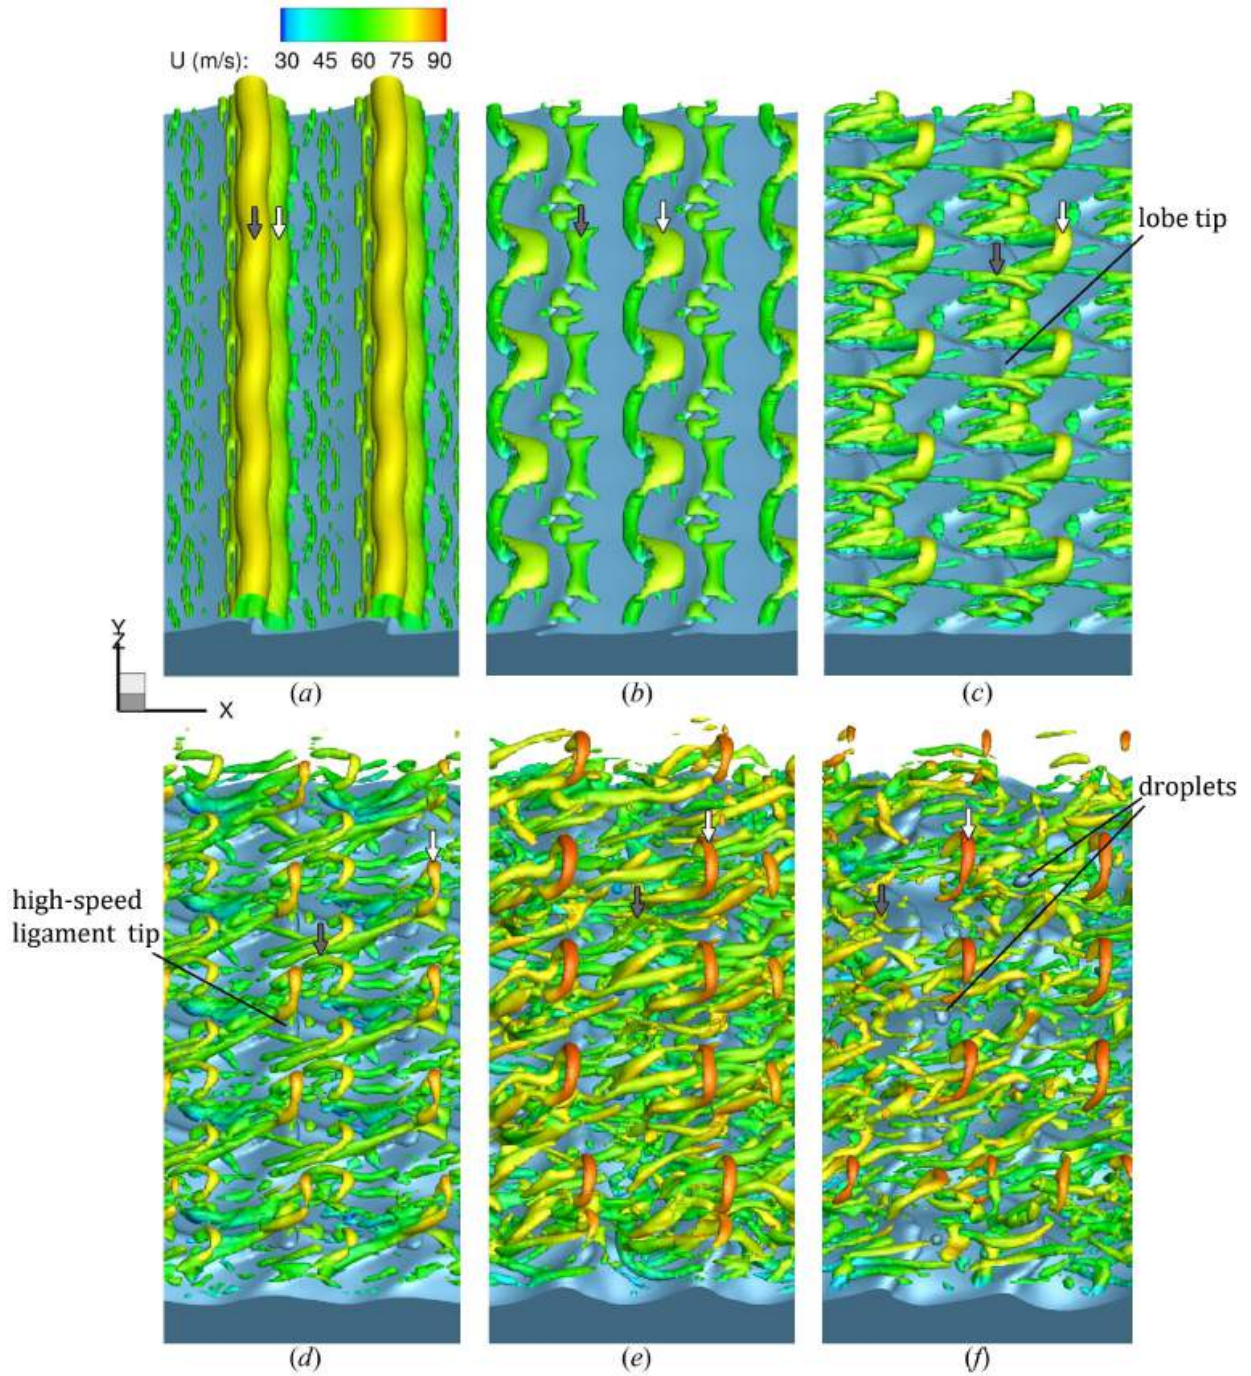 U (m/s): 30 45 60 75 90
lobe tip
Y
Z
X
(a)
(b)
(c)
droplets
high-speed
ligament tip
(d)
(e)
(f)